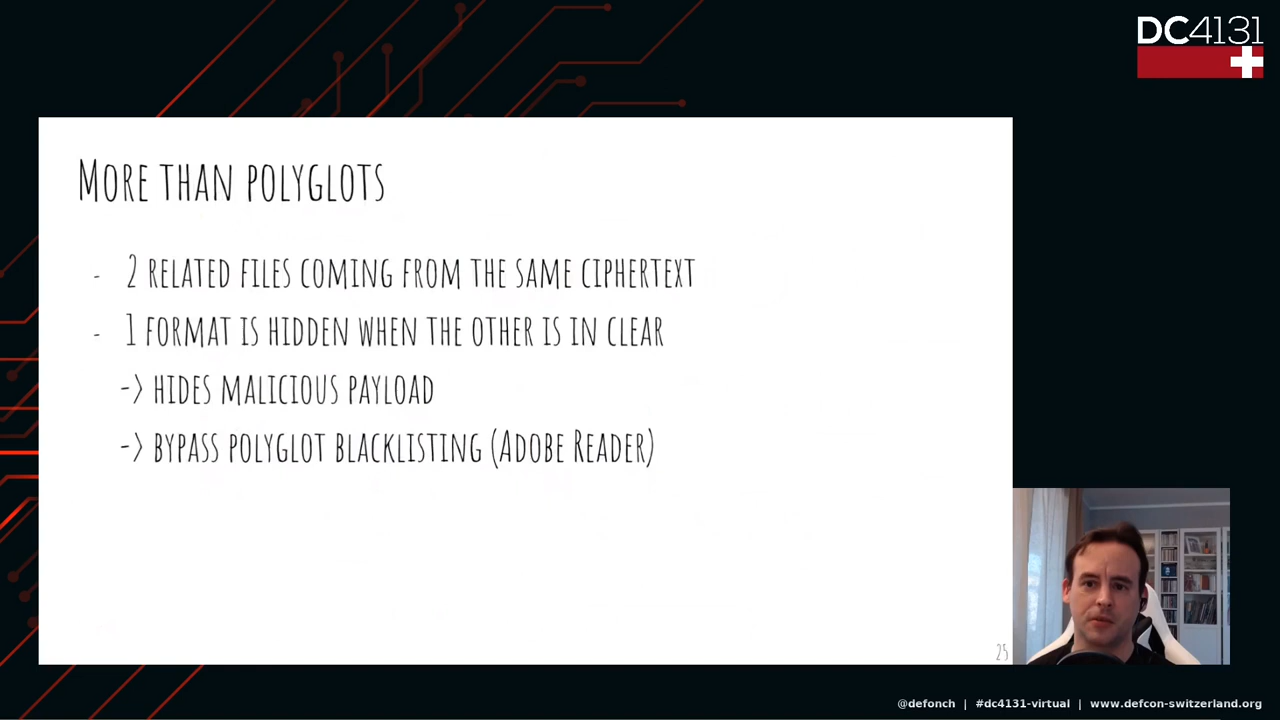 DC4131
More than polyglots
- 2 related files coming from the same ciphertext
- 1 format is hidden when the other is in clear
-> hides malicious payload
-> bypass polyglot blacklisting (Adobe Reader)
25
@defonch | #dc4131-virtual | www.defcon-switzerland.org